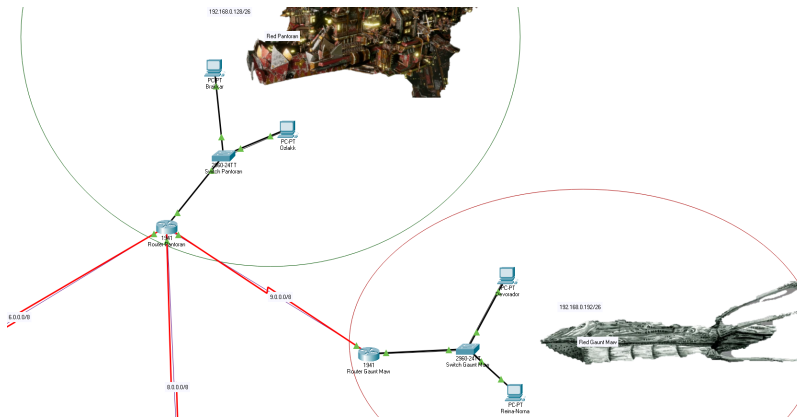 192.168.0.128/26
Red Pantoran
PC-PT
PC-PT
Ozlakk
2960-24TT
Switch Pantoran
1941
Router Pantoran
6.0.0.0/8
9.0.0.0/8
8.0.0.0/8
PC-PT
Devorador
192.168.0.192/26
Red Gaunt Maw
2960-24TT
Switch Gaunt Maw
1941
Router Gaunt Maw
PC-PT
Reina-Norna